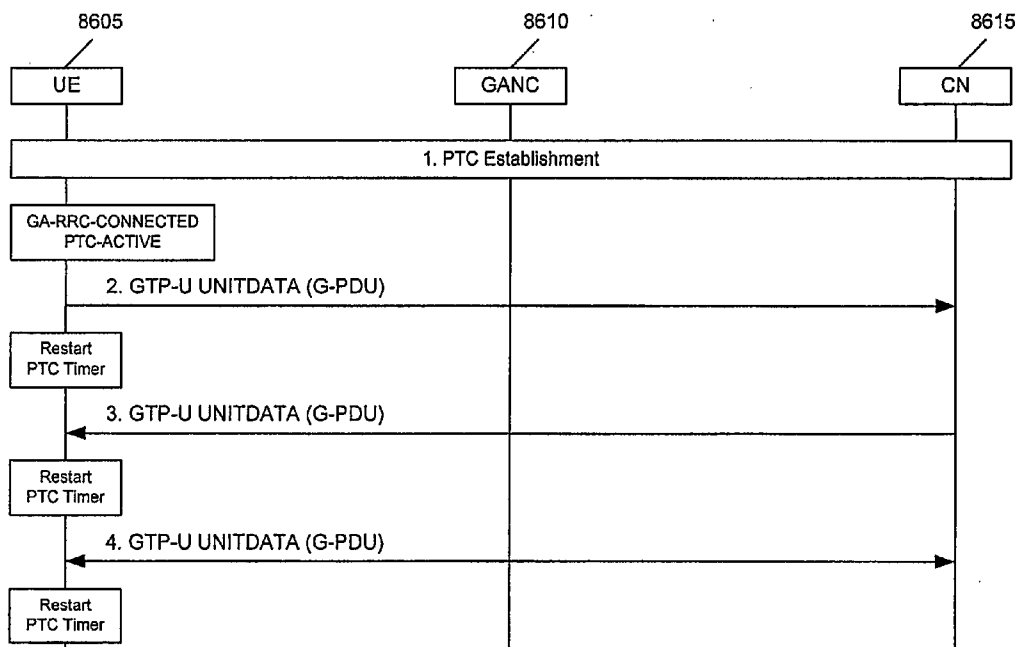 8605
8610
8615
UE
GANC
CN
1. PTC Establishment
GA-RRC-CONNECTED
PTC-ACTIVE
2. GTP-U UNITDATA (G-PDU)
Restart
PTC Timer
3. GTP-U UNITDATA (G-PDU)
Restart
PTC Timer
4. GTP-U UNITDATA (G-PDU)
Restart
PTC Timer